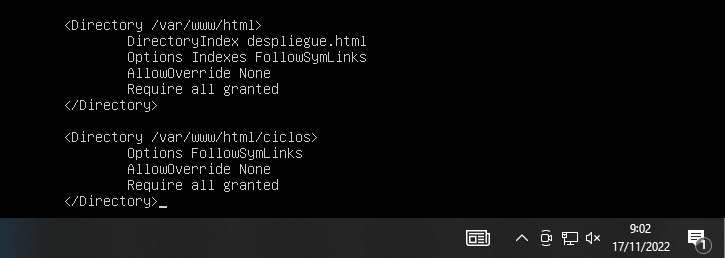 <Directory /var/www/html>
DirectoryIndex despliegue.html
Options Indexes FollowSymLinks
AllowOverride None
Require all granted
</Directory>
<Directory /var/www/html/ciclos>
Options FollowSymLinks
AllowOverride None
Require all granted
</Directory>_
9:02
17/11/2022
1